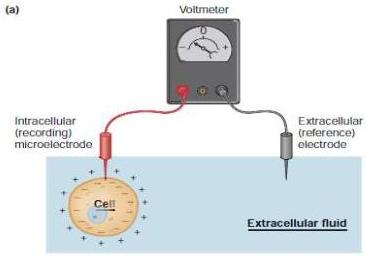 (a)
Voltmeter
0
− +
Intracellular
(recording)
microelectrode
Extracellular
(reference)
electrode
Cell
Extracellular fluid